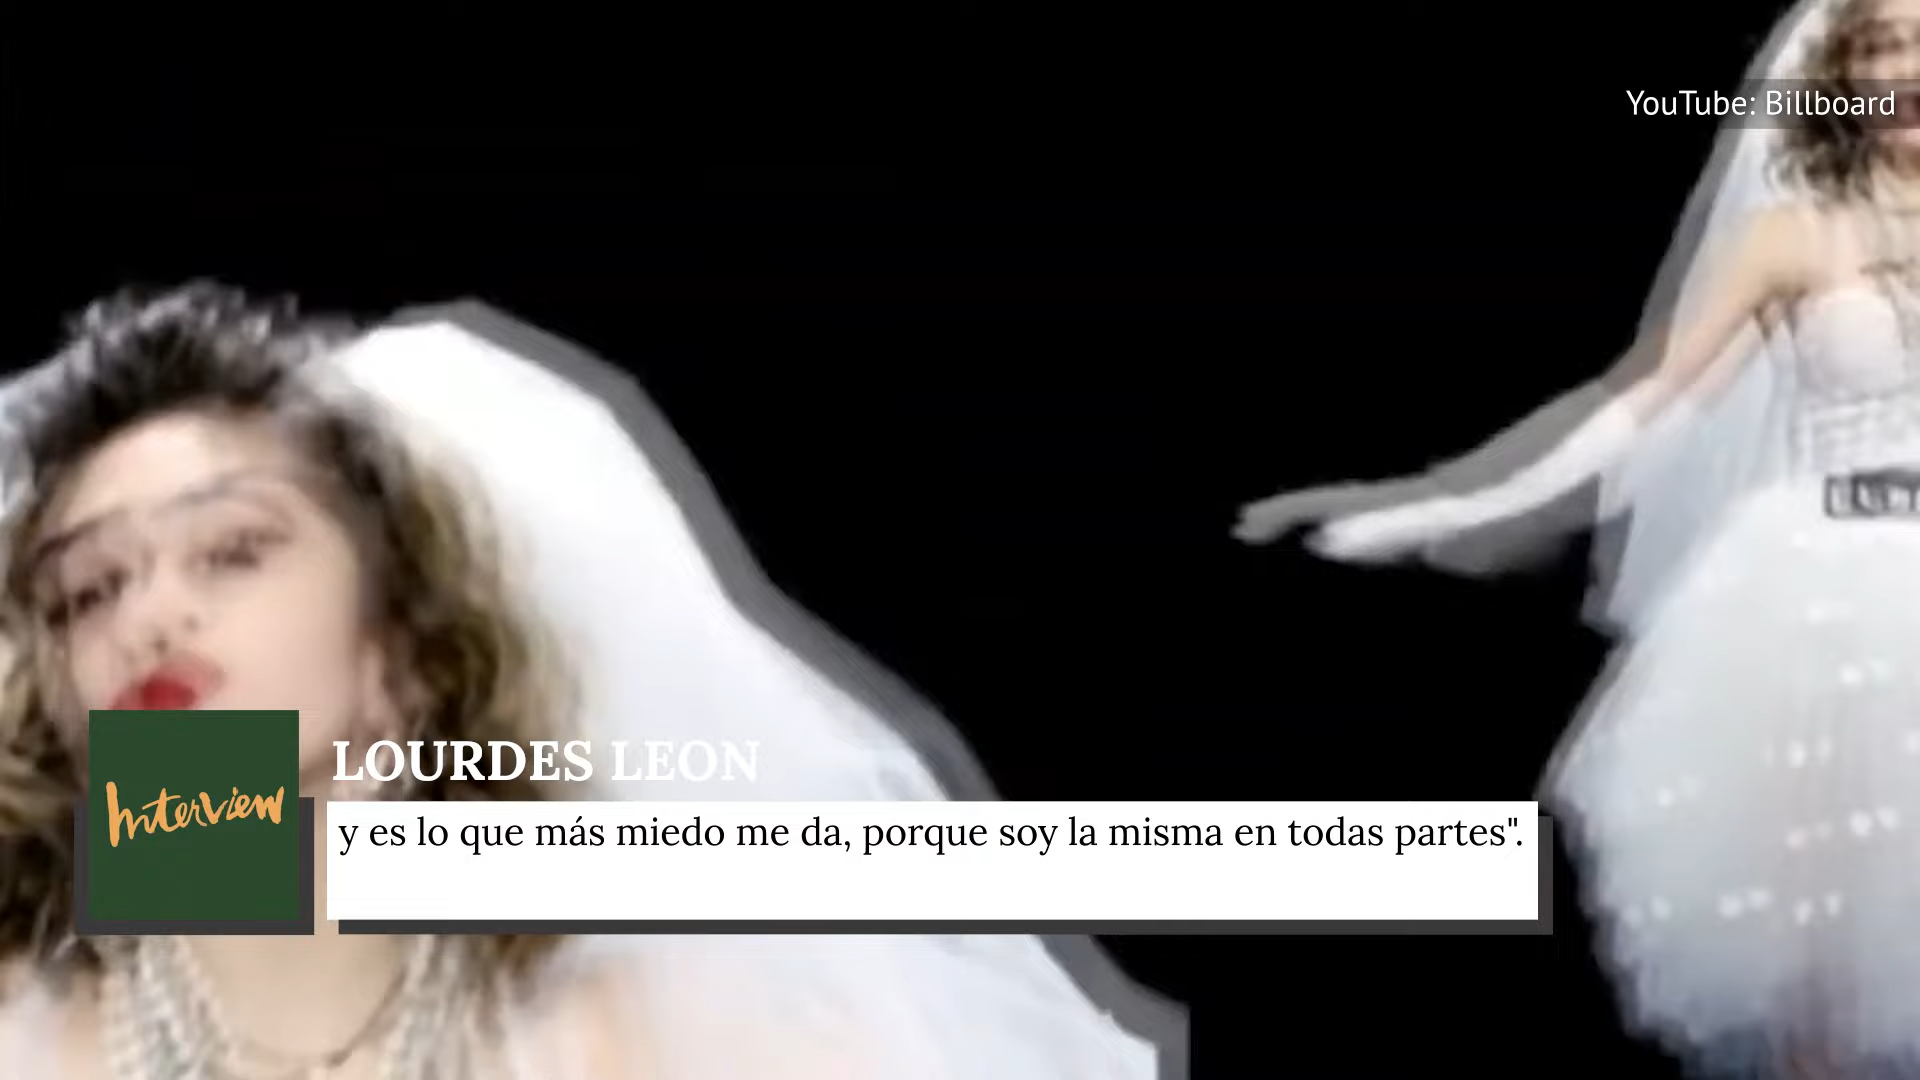 YouTube: Billboard
LOURDES LEON
Interview
y es lo que más miedo me da, porque soy la misma en todas partes".